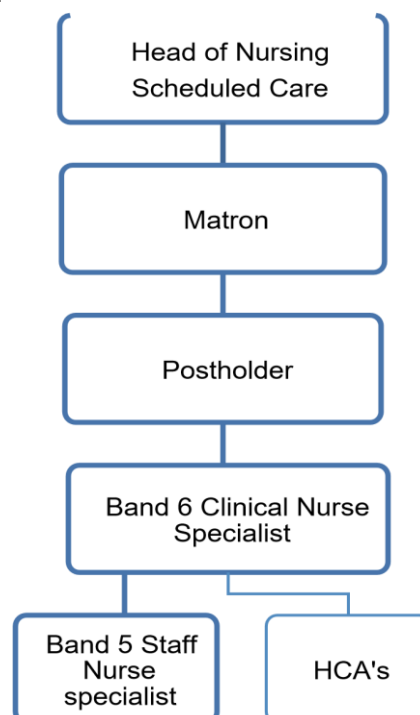 Head of Nursing
Scheduled Care
Matron
Postholder
Band 6 Clinical Nurse
Specialist
Band 5 Staff
Nurse
specialist
HCA's